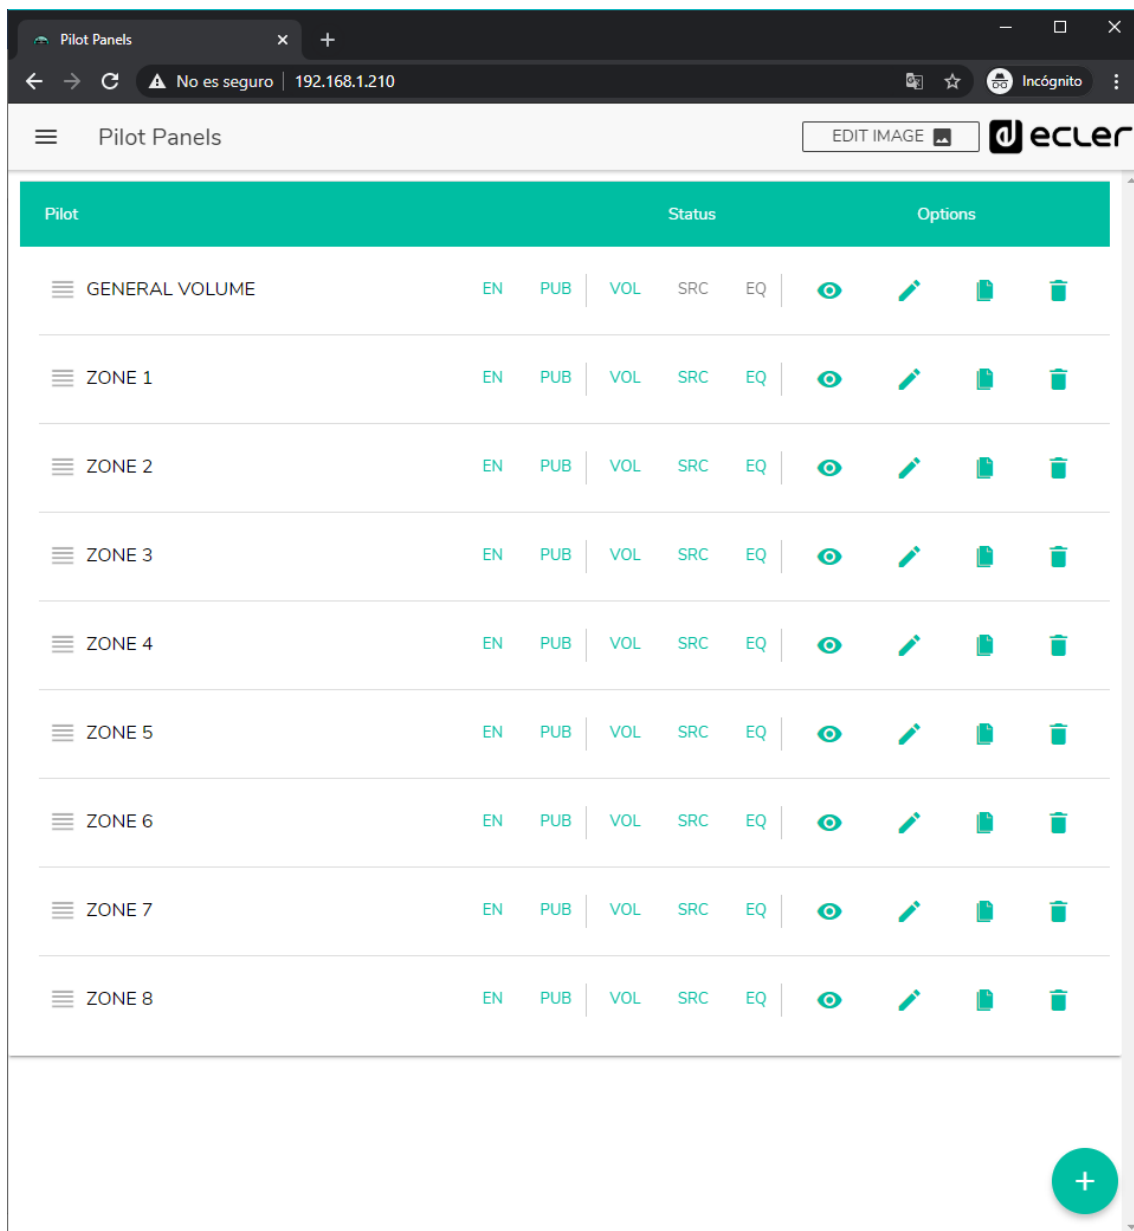 Pilot Panels
No es seguro 192.168.1.210 Incógnito
Pilot Panels EDIT IMAGE ecler
Pilot Status Options
GENERAL VOLUME EN PUB VOL SRC EQ
ZONE 1 EN PUB VOL SRC EQ
ZONE 2 EN PUB VOL SRC EQ
ZONE 3 EN PUB VOL SRC EQ
ZONE 4 EN PUB VOL SRC EQ
ZONE 5 EN PUB VOL SRC EQ
ZONE 6 EN PUB VOL SRC EQ
ZONE 7 EN PUB VOL SRC EQ
ZONE 8 EN PUB VOL SRC EQ